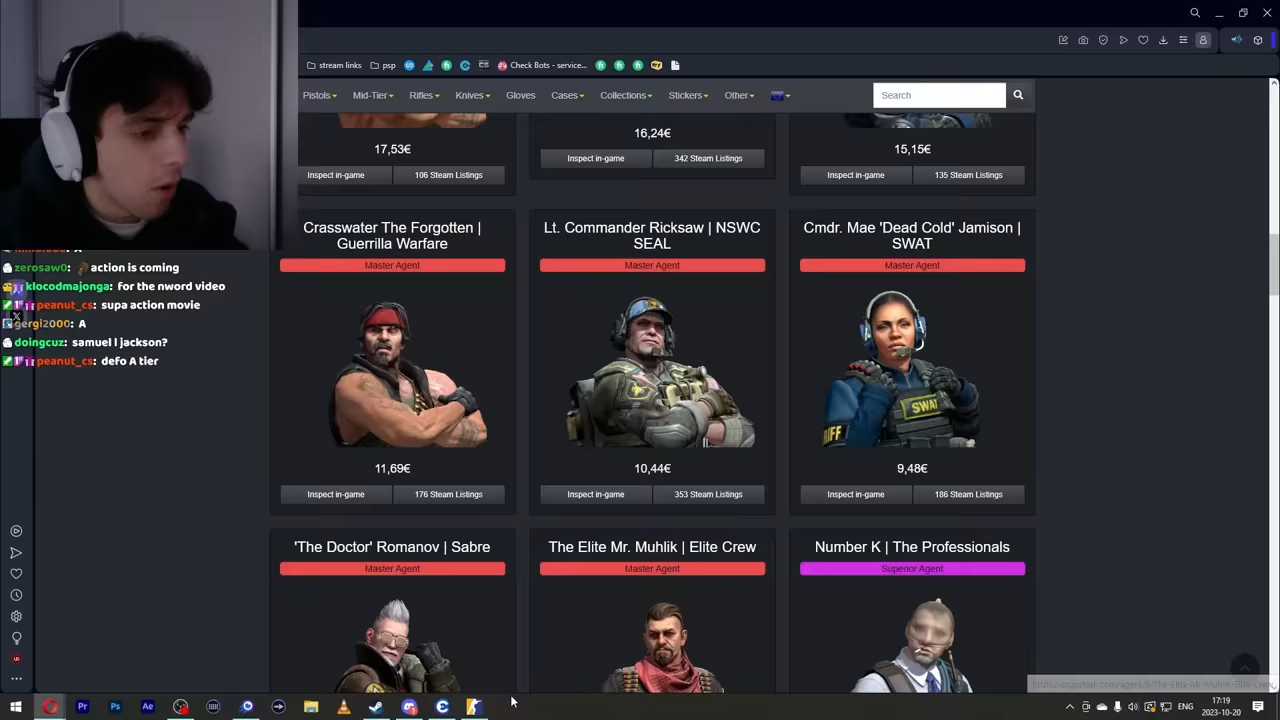 stream links
psp
Check Bots - service...
Pistols
Mid-Tier
Rifles
Knives
Gloves
Cases
Collections
Stickers
Other
Search
17,53€
Inspect in-game
106 Steam Listings
16,24€
Inspect in-game
342 Steam Listings
15,15€
Inspect in-game
135 Steam Listings
zerosaw0: action is coming
klocodmajonga: for the nword video
peanut_cs: supa action movie
gergi2000: A
doingcuz: samuel l jackson?
peanut_cs: defo A tier
Crasswater The Forgotten |
Guerrilla Warfare
Master Agent
11,69€
Inspect in-game
176 Steam Listings
Lt. Commander Ricksaw | NSWC
SEAL
Master Agent
10,44€
Inspect in-game
353 Steam Listings
Cmdr. Mae 'Dead Cold' Jamison |
SWAT
Master Agent
SWAT
9,48€
Inspect in-game
186 Steam Listings
'The Doctor' Romanov | Sabre
Master Agent
The Elite Mr. Muhlik | Elite Crew
Master Agent
Number K | The Professionals
Superior Agent
Pr
Ps
Ae
ENG
17:19
2023-10-20